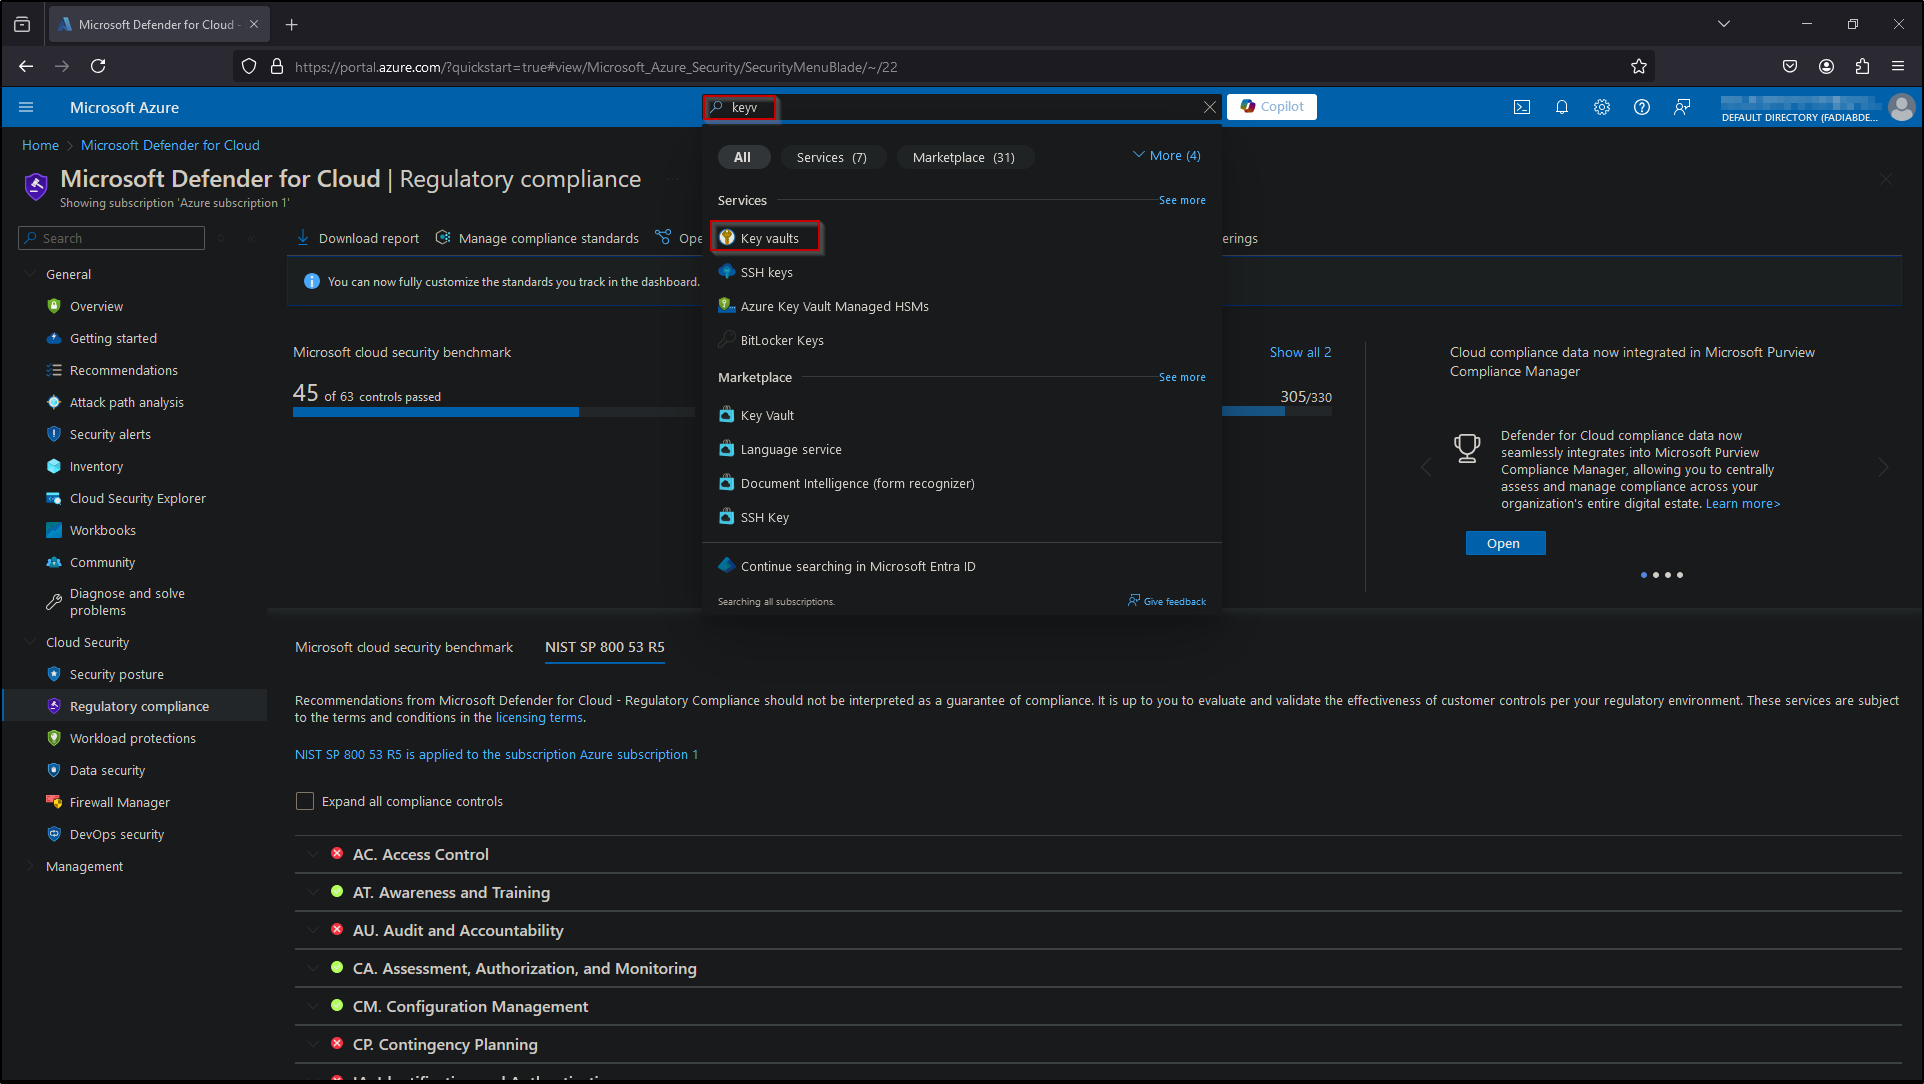 Microsoft Defender for Cloud -
https://portal.azure.com/?quickstart=true#view/Microsoft_Azure_Security/SecurityMenuBlade/~/22
Microsoft Azure
keyv
Copilot
DEFAULT DIRECTORY (FADIABDE...
Home > Microsoft Defender for Cloud
Microsoft Defender for Cloud | Regulatory compliance
Showing subscription 'Azure subscription 1'
Search
General
Overview
Getting started
Recommendations
Attack path analysis
Security alerts
Inventory
Cloud Security Explorer
Workbooks
Community
Diagnose and solve
problems
Cloud Security
Security posture
Regulatory compliance
Workload protections
Data security
Firewall Manager
DevOps security
Management
Download report
Manage compliance standards
Ope
erings
You can now fully customize the standards you track in the dashboard.
All
Services (7)
Marketplace (31)
More (4)
Services
See more
Key vaults
SSH keys
Azure Key Vault Managed HSMs
BitLocker Keys
Marketplace
See more
Key Vault
Language service
Document Intelligence (form recognizer)
SSH Key
Continue searching in Microsoft Entra ID
Searching all subscriptions.
Give feedback
Microsoft cloud security benchmark
45 of 63 controls passed
Show all 2
305/330
Cloud compliance data now integrated in Microsoft Purview
Compliance Manager
Defender for Cloud compliance data now
seamlessly integrates into Microsoft Purview
Compliance Manager, allowing you to centrally
assess and manage compliance across your
organization's entire digital estate. Learn more>
Open
Microsoft cloud security benchmark
NIST SP 800 53 R5
Recommendations from Microsoft Defender for Cloud - Regulatory Compliance should not be interpreted as a guarantee of compliance. It is up to you to evaluate and validate the effectiveness of customer controls per your regulatory environment. These services are subject
to the terms and conditions in the licensing terms.
NIST SP 800 53 R5 is applied to the subscription Azure subscription 1
Expand all compliance controls
AC. Access Control
AT. Awareness and Training
AU. Audit and Accountability
CA. Assessment, Authorization, and Monitoring
CM. Configuration Management
CP. Contingency Planning